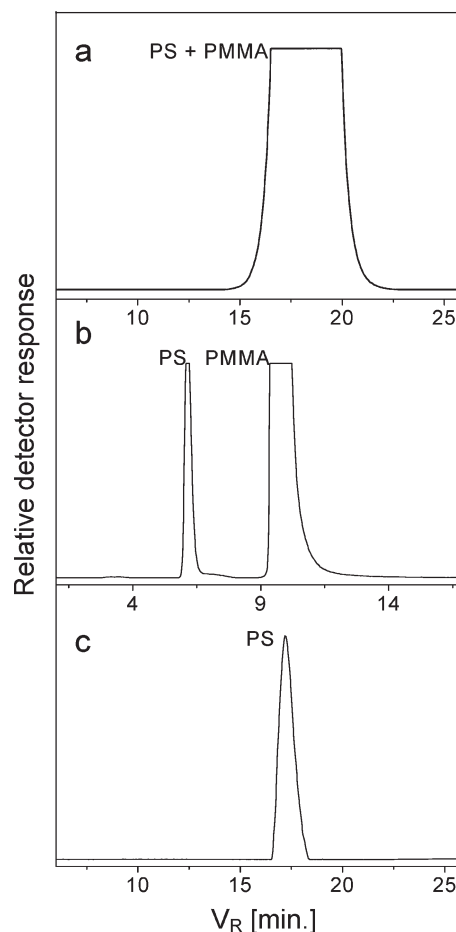 a
PS + PMMA
10 15 20 25
b
PS PMMA
4 9 14
c
PS
10 15 20 25
Relative detector response
V_R [min.]